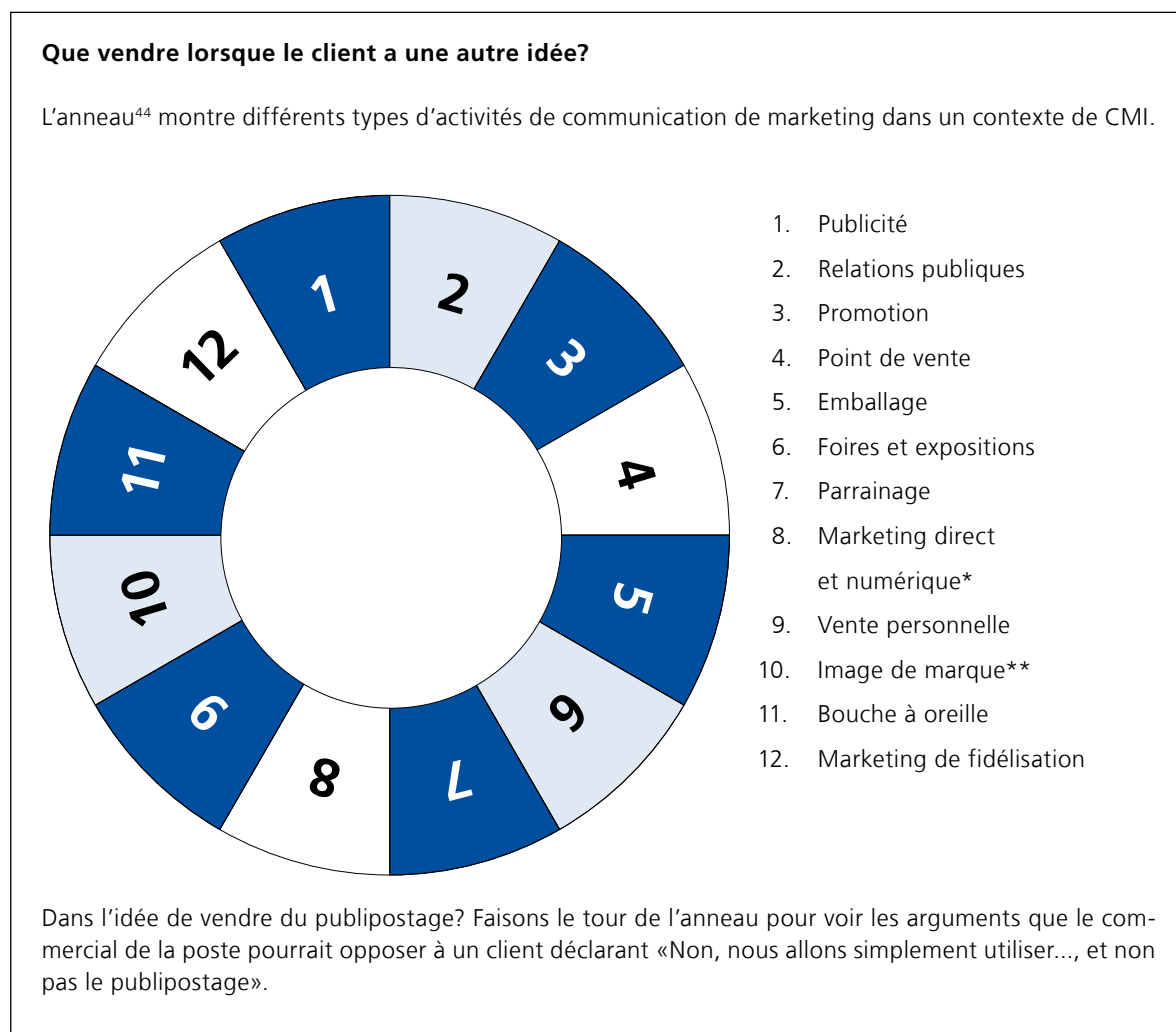 Que vendre lorsque le client a une autre idée?
L'anneau44 montre différents types d'activités de communication de marketing dans un contexte de CMI.
1
2
3
4
5
6
7
8
9
10
11
12
1. Publicité
2. Relations publiques
3. Promotion
4. Point de vente
5. Emballage
6. Foires et expositions
7. Parrainage
8. Marketing direct
et numérique*
9. Vente personnelle
10. Image de marque**
11. Bouche à oreille
12. Marketing de fidélisation
Dans l'idée de vendre du publipostage? Faisons le tour de l'anneau pour voir les arguments que le com-
mercial de la poste pourrait opposer à un client déclarant «Non, nous allons simplement utiliser..., et non
pas le publipostage».